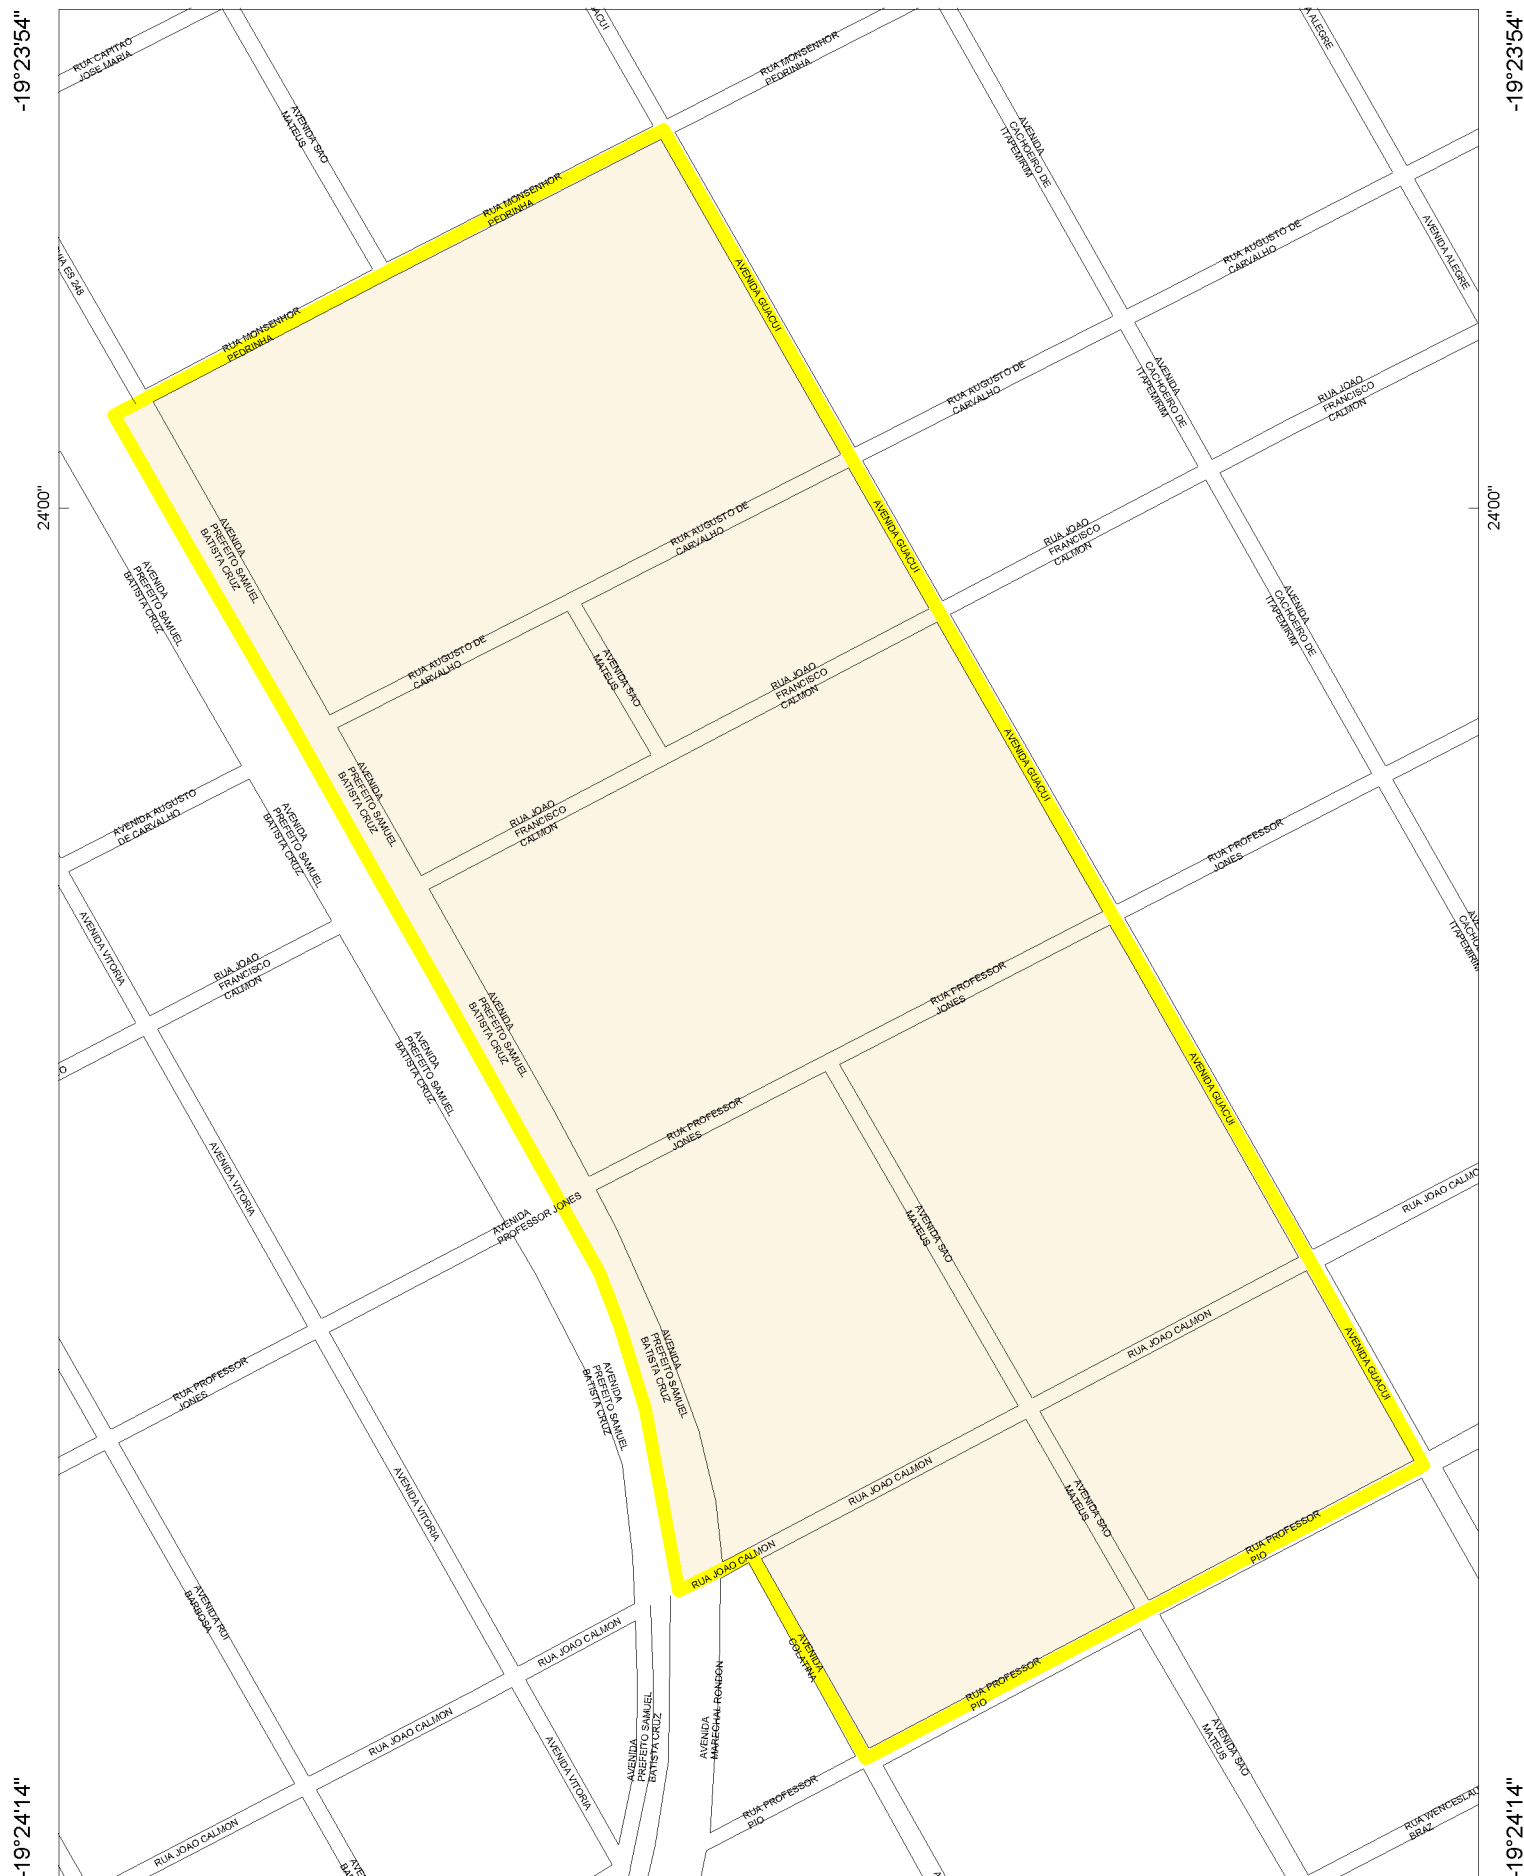 -19°23'54"
-19°23'54"
RUA CAPITAO
JOSE MARIA
AVENIDA SAO
MATEUS
RUA MONSENHOR
PEDRINHA
A ALEGRE
AVENIDA
CACHOEIRO DE
ITAPEMIRIM
RUA MONSENHOR
PEDRINHA
AVENIDA ALEGRE
RUA AUGUSTO DE
CARVALHO
ES 248
AVENIDA GUACUI
RUA MONSENHOR
PEDRINHA
AVENIDA
CACHOEIRO DE
ITAPEMIRIM
RUA AUGUSTO DE
CARVALHO
RUA JOAO
FRANCISCO
CALMON
24'00"
24'00"
AVENIDA
PREFEITO SAMUEL
BATISTA CRUZ
AVENIDA
PREFEITO SAMUEL
BATISTA CRUZ
RUA AUGUSTO DE
CARVALHO
AVENIDA GUACUI
RUA JOAO
FRANCISCO
CALMON
AVENIDA
CACHOEIRO DE
ITAPEMIRIM
RUA AUGUSTO DE
CARVALHO
AVENIDA SAO
MATEUS
RUA JOAO
FRANCISCO
CALMON
AVENIDA GUACUI
AVENIDA
PREFEITO SAMUEL
BATISTA CRUZ
AVENIDA AUGUSTO
DE CARVALHO
AVENIDA
PREFEITO SAMUEL
BATISTA CRUZ
RUA JOAO
FRANCISCO
CALMON
RUA PROFESSOR
JONES
AVENIDA VITORIA
RUA JOAO
FRANCISCO
CALMON
ITAPEMIRIM
AVENIDA
PREFEITO SAMUEL
BATISTA CRUZ
RUA PROFESSOR
JONES
AVENIDA
PREFEITO SAMUEL
BATISTA CRUZ
O
RUA PROFESSOR
JONES
AVENIDA GUACUI
AVENIDA VITORIA
AVENIDA
PROFESSOR JONES
AVENIDA SAO
MATEUS
RUA JOAO CALMO
RUA JOAO CALMON
AVENIDA GUACUI
AVENIDA
PREFEITO SAMUEL
BATISTA CRUZ
AVENIDA
PREFEITO SAMUEL
BATISTA CRUZ
RUA PROFESSOR
JONES
RUA JOAO CALMON
AVENIDA VITORIA
AVENIDA SAO
MATEUS
RUA PROFESSOR
PIO
RUA JOAO CALMON
AVENIDA RUI
BARBOSA
RUA JOAO CALMON
AVENIDA
COLATINA
RUA PROFESSOR
PIO
RUA JOAO CALMON
AVENIDA
PREFEITO SAMUEL
BATISTA CRUZ
AVENIDA
MARECHAL RONDON
AVENIDA VITORIA
AVENIDA SAO
MATEUS
RUA PROFESSOR
PIO
RUA WENCESLAU
BRAZ
RUA JOAO CALMON
-19°24'14"
-19°24'14"